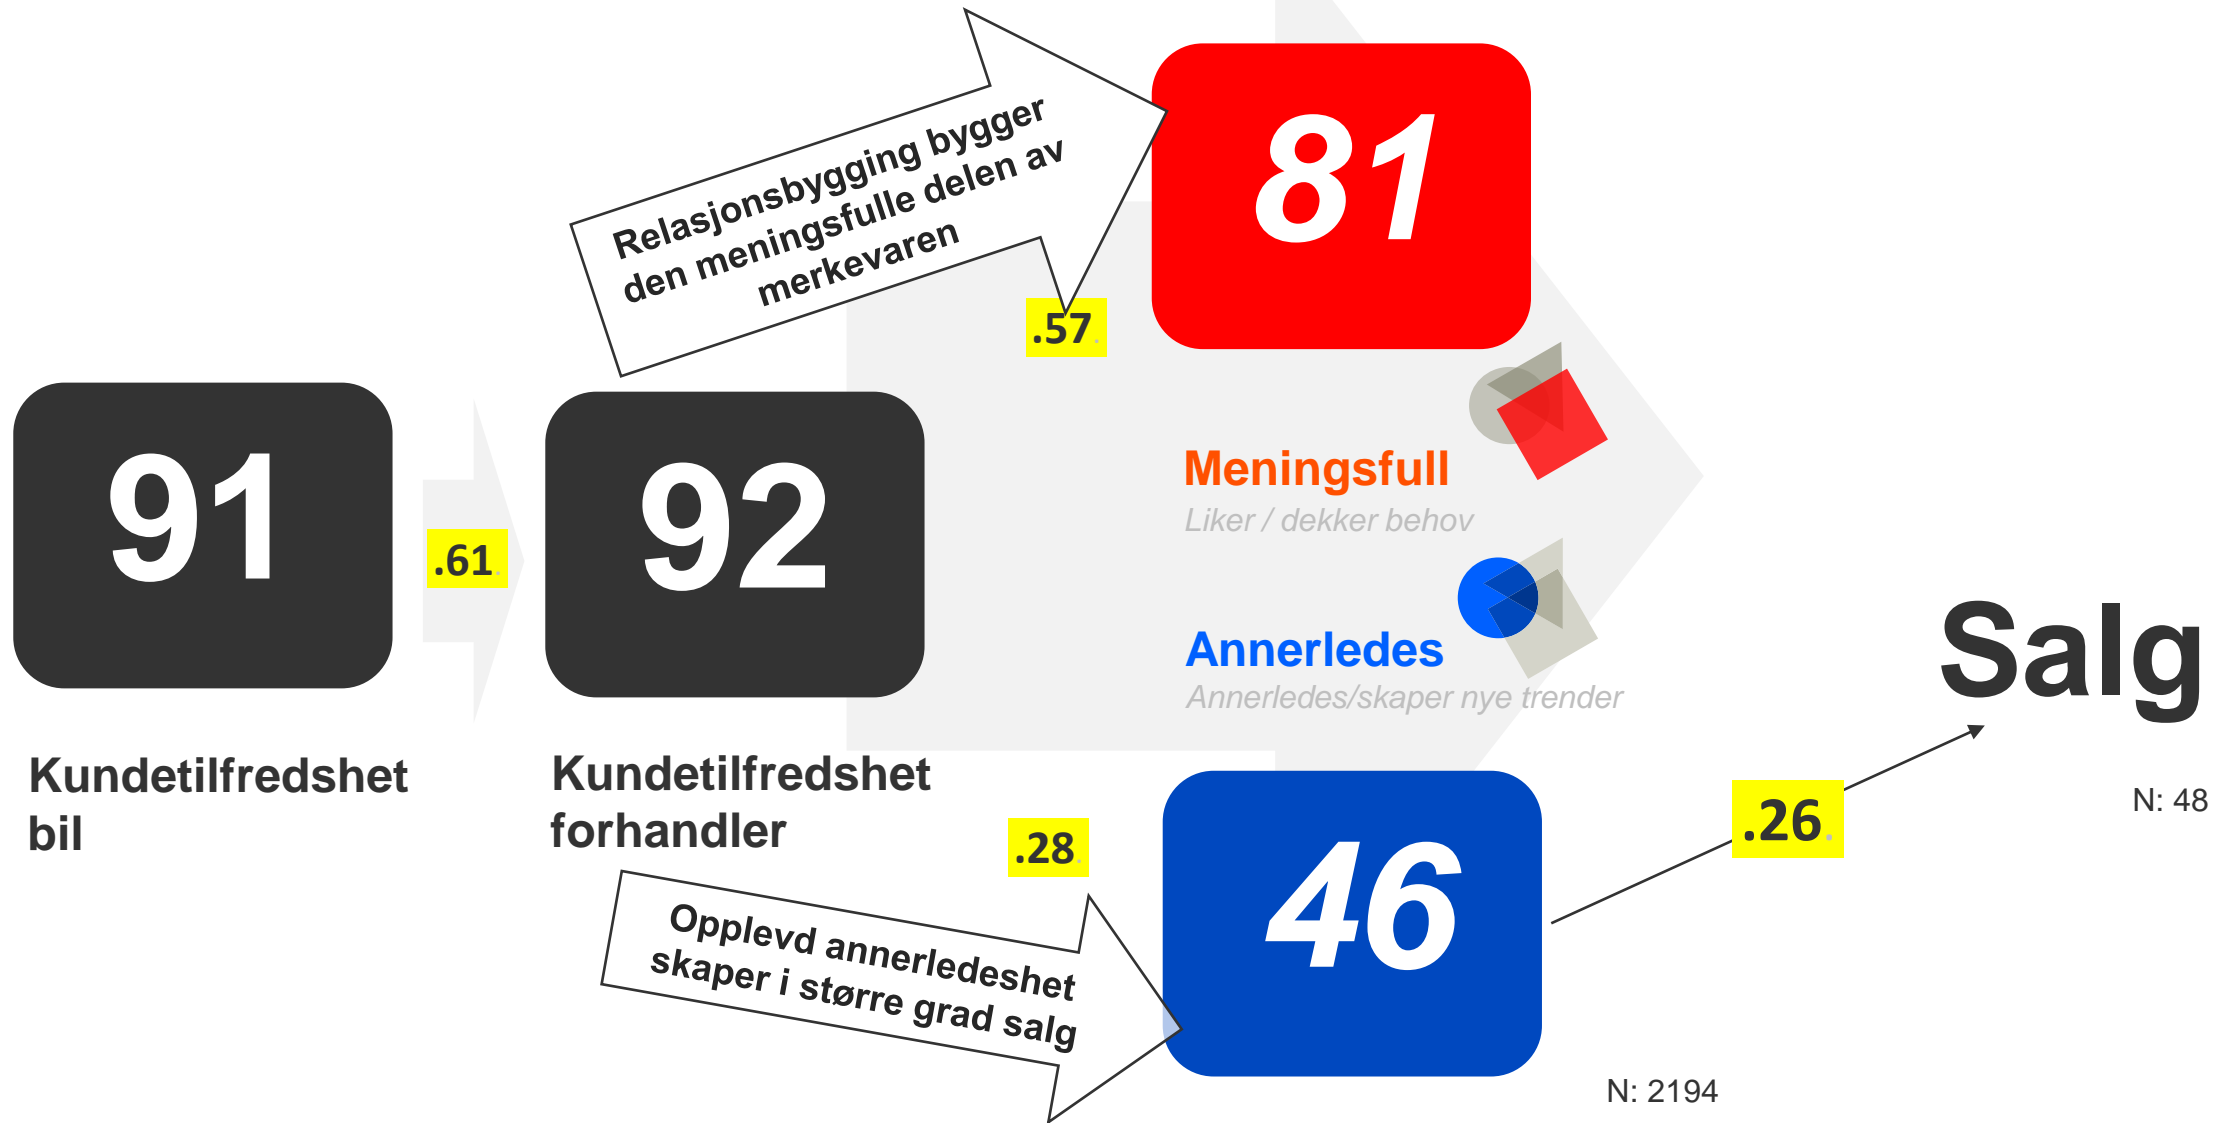 Relasjonsbygging bygger
den meningsfulle delen av
merkevaren
81
.57.
91
.61.
92
Meningsfull
Liker / dekker behov
Annerledes
Annerledes/skaper nye trender
Salg
N: 48
Kundetilfredshet
bil
Kundetilfredshet
forhandler
.28.
.26.
46
Opplevd annerledeshet
skaper i større grad salg
N: 2194